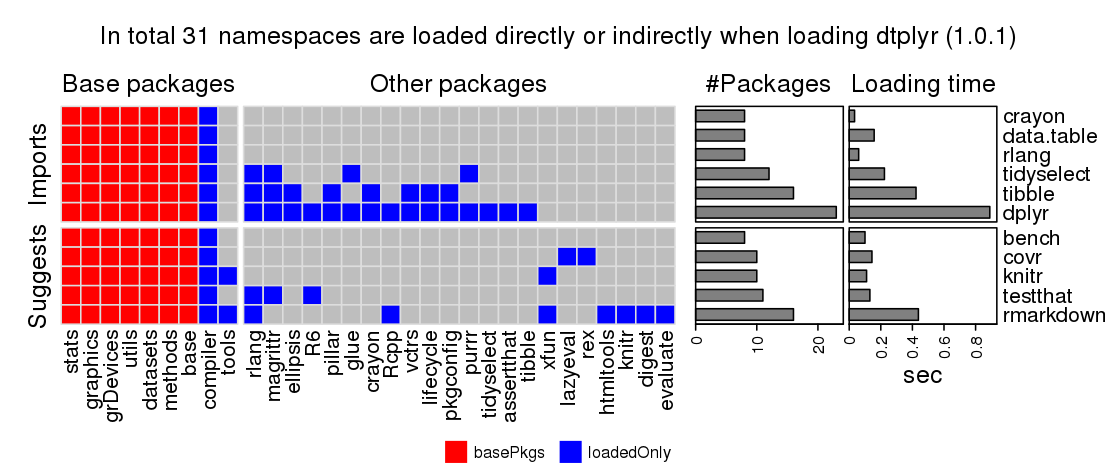 In total 31 namespaces are loaded directly or indirectly when loading dtplyr (1.0.1)
Base packages
Other packages
#Packages
Loading time
Imports
crayon
data.table
rlang
tidyselect
tibble
dplyr
Suggests
bench
covr
knitr
testthat
rmarkdown
stats
graphics
grDevices
utils
datasets
methods
base
compiler
tools
rlang
magrittr
ellipsis
R6
pillar
glue
crayon
Rcpp
vctrs
lifecycle
pkgconfig
purrr
tidyselect
assertthat
tibble
xfun
lazyeval
rex
htmltools
knitr
digest
evaluate
0
10
20
0
0.2
0.4
0.6
0.8
sec
basePkgs
loadedOnly